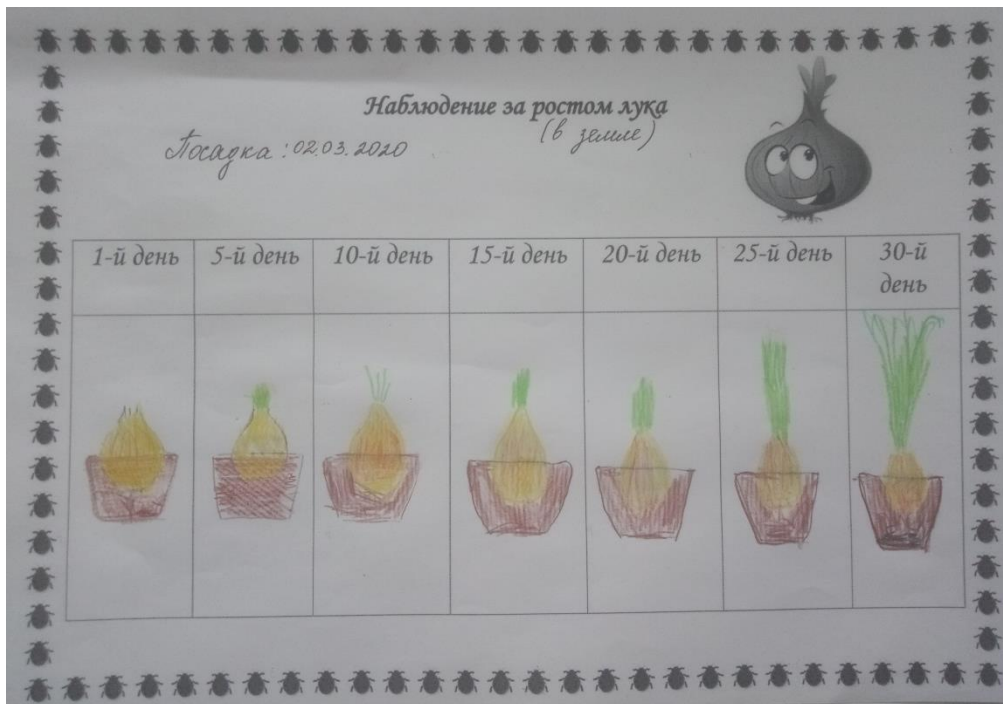 Наблюдение за ростом лука
(в земле)
Посадка: 02.03.2020
1-й день
5-й день
10-й день
15-й день
20-й день
25-й день
30-й
день